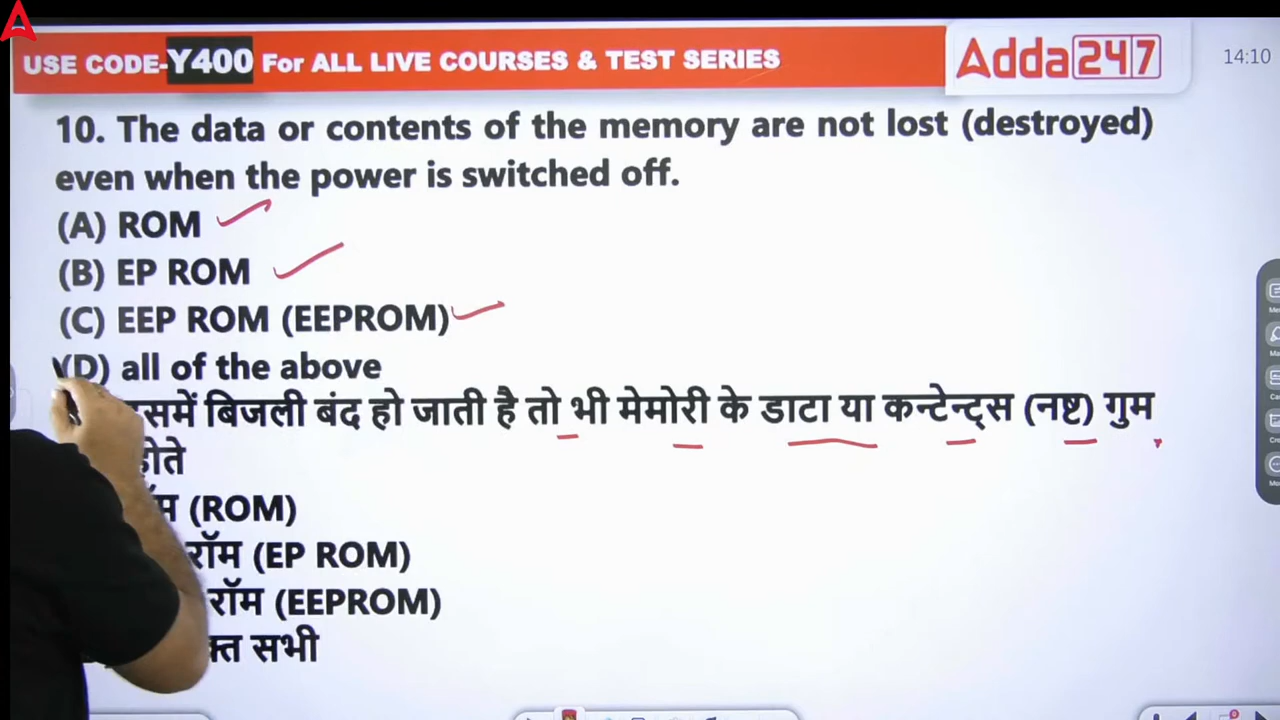 USE CODE-Y400 For ALL LIVE COURSES & TEST SERIES
Adda247
14:10
10. The data or contents of the memory are not lost (destroyed)
even when the power is switched off.
(A) ROM
(B) EP ROM
(C) EEP ROM (EEPROM)
(D) all of the above
बिजली बंद हो जाती है तो भी मेमोरी के डाटा या कन्टेन्ट्स (नष्ट) गुम
होते
(ROM)
रॉम (EP ROM)
रॉम (EEPROM)
सभी